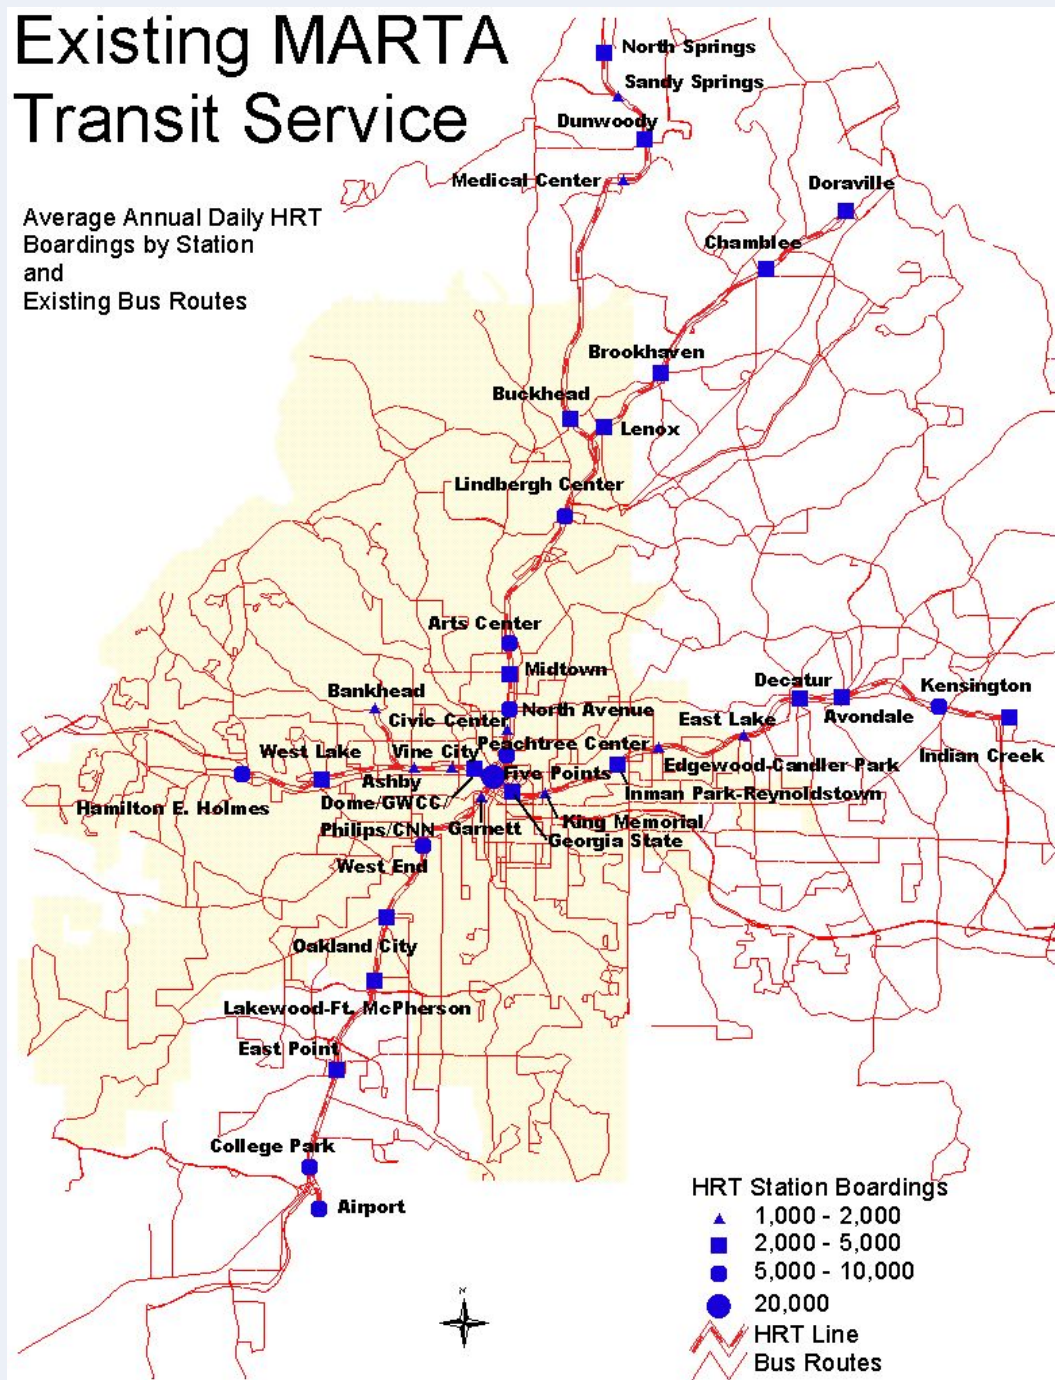 Existing MARTA
Transit Service
Average Annual Daily HRT
Boardings by Station
and
Existing Bus Routes
North Springs
Sandy Springs
Dunwoody
Medical Center
Doraville
Chamblee
Brookhaven
Buckhead
Lenox
Lindbergh Center
Arts Center
Midtown
Bankhead
North Avenue
Civic Center
Decatur
Kensington
Avondale
East Lake
West Lake
Vine City
Peachtree Center
Indian Creek
Edgewood-Candler Park
Ashby
Five Points
Hamilton E. Holmes
Dome/GWCC/
Inman Park-Reynoldstown
Philips/CNN
Garnett
King Memorial
Georgia State
West End
Oakland City
Lakewood-Ft. McPherson
East Point
College Park
Airport
N
HRT Station Boardings
1,000 - 2,000
2,000 - 5,000
5,000 - 10,000
20,000
HRT Line
Bus Routes